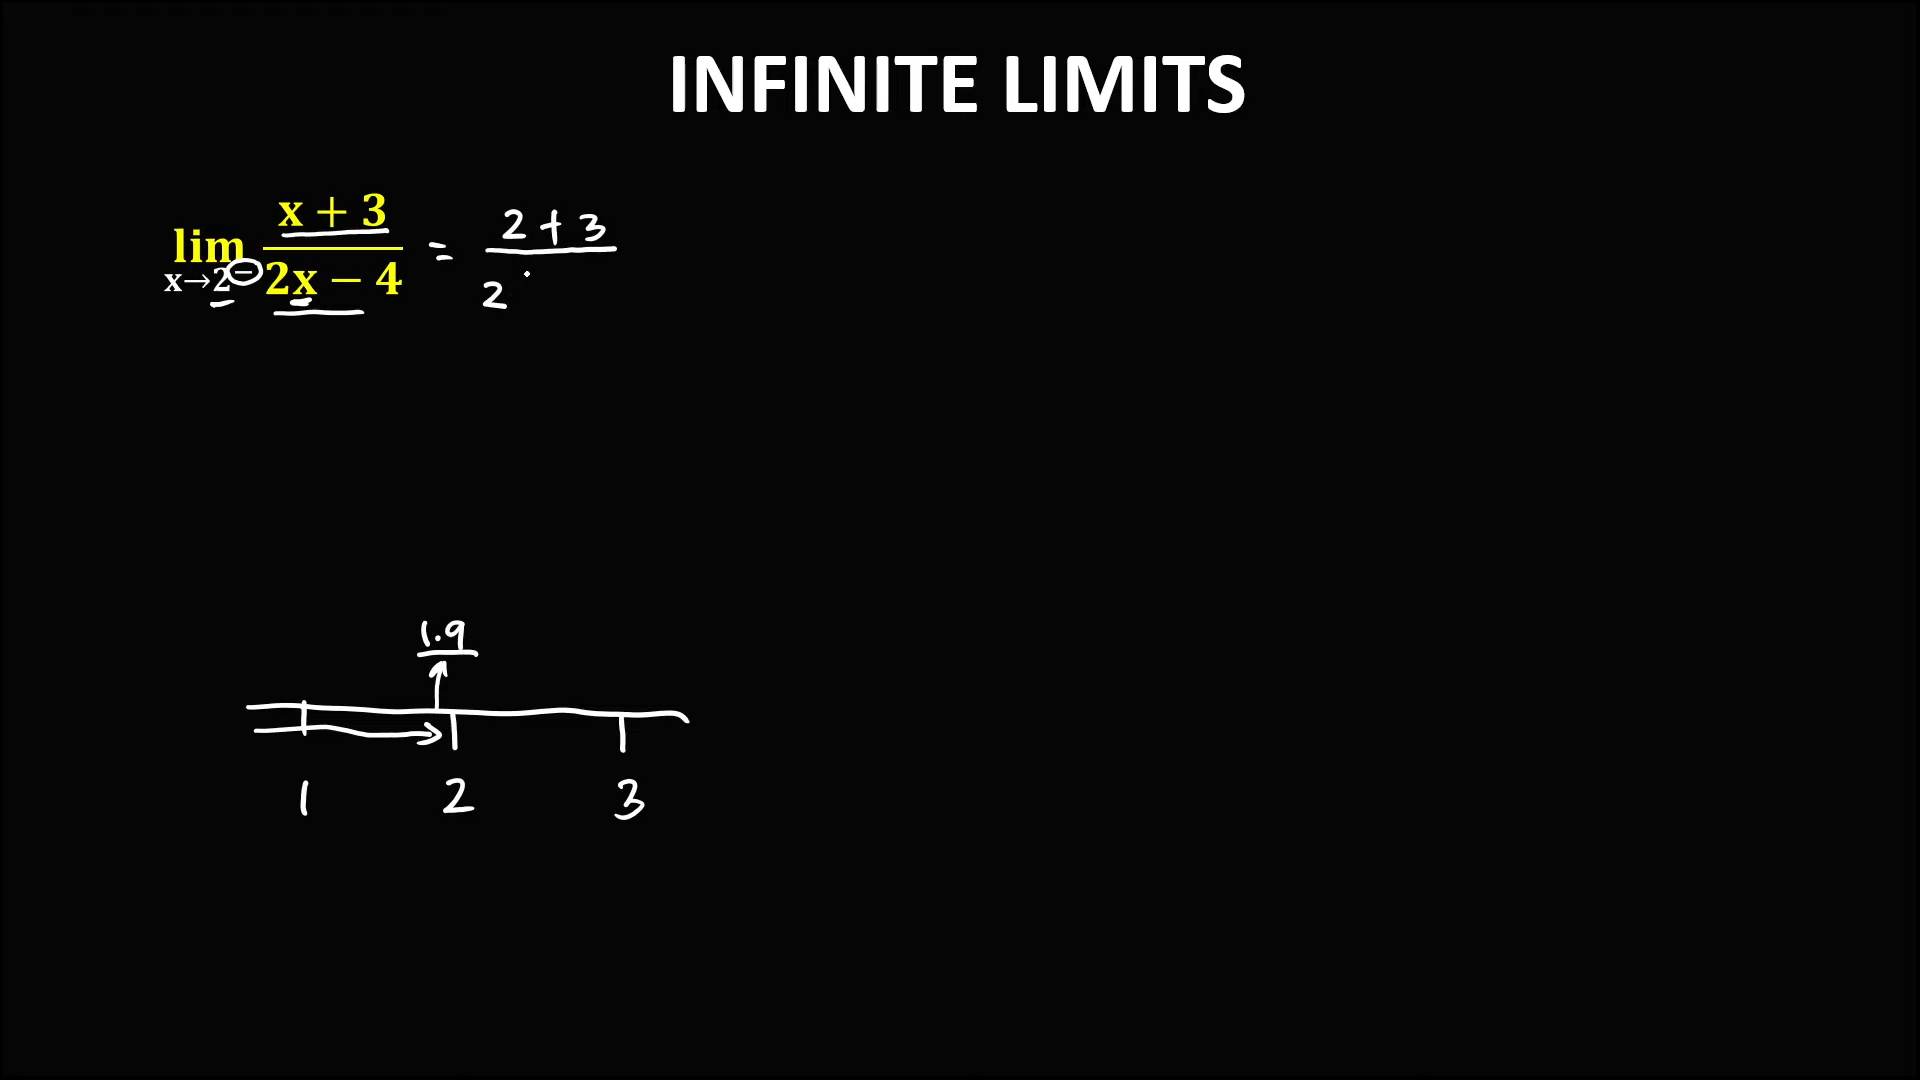 INFINITE LIMITS
x + 3 2 + 3
lim =
x→2⁻ 2x − 4 2
1.9
1 2 3